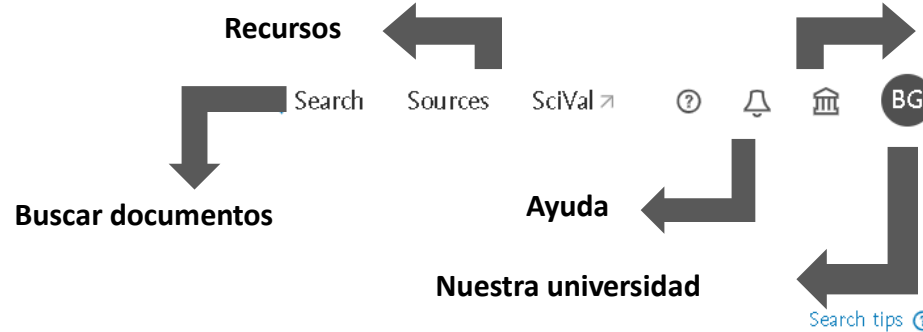 Recursos
Search Sources SciVal ↗ ? BG
Buscar documentos
Ayuda
Nuestra universidad
Search tips ?